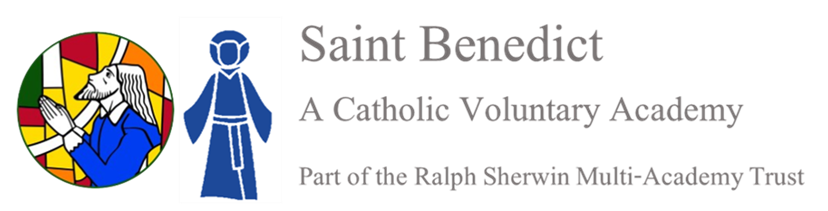 Saint Benedict
A Catholic Voluntary Academy
Part of the Ralph Sherwin Multi-Academy Trust